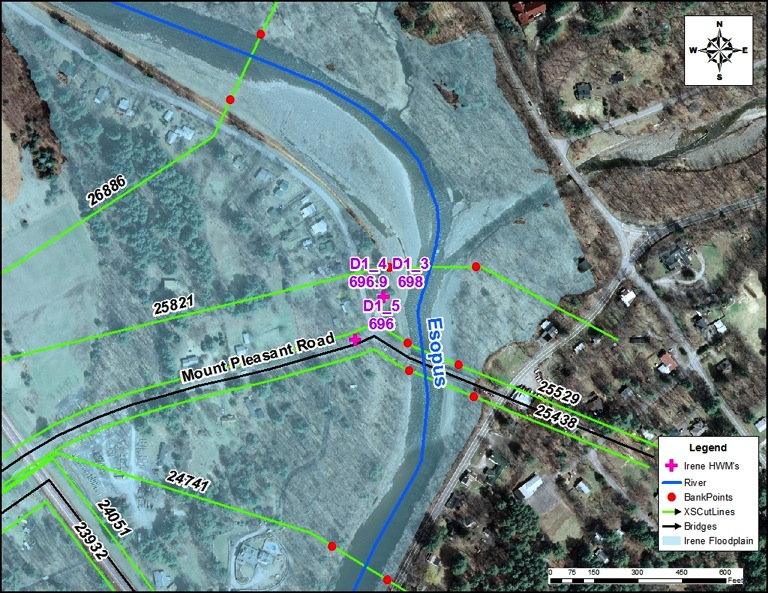 N
W E
S
26886
D1_4 D1_3
696.9 698
D1_5
696
25821
Mount Pleasant Road
Esopus
25529
25438
24741
24051
23932
Legend
Irene HWM's
River
BankPoints
XSCutLines
Bridges
Irene Floodplain
0 75 150 300 450 600
Feet